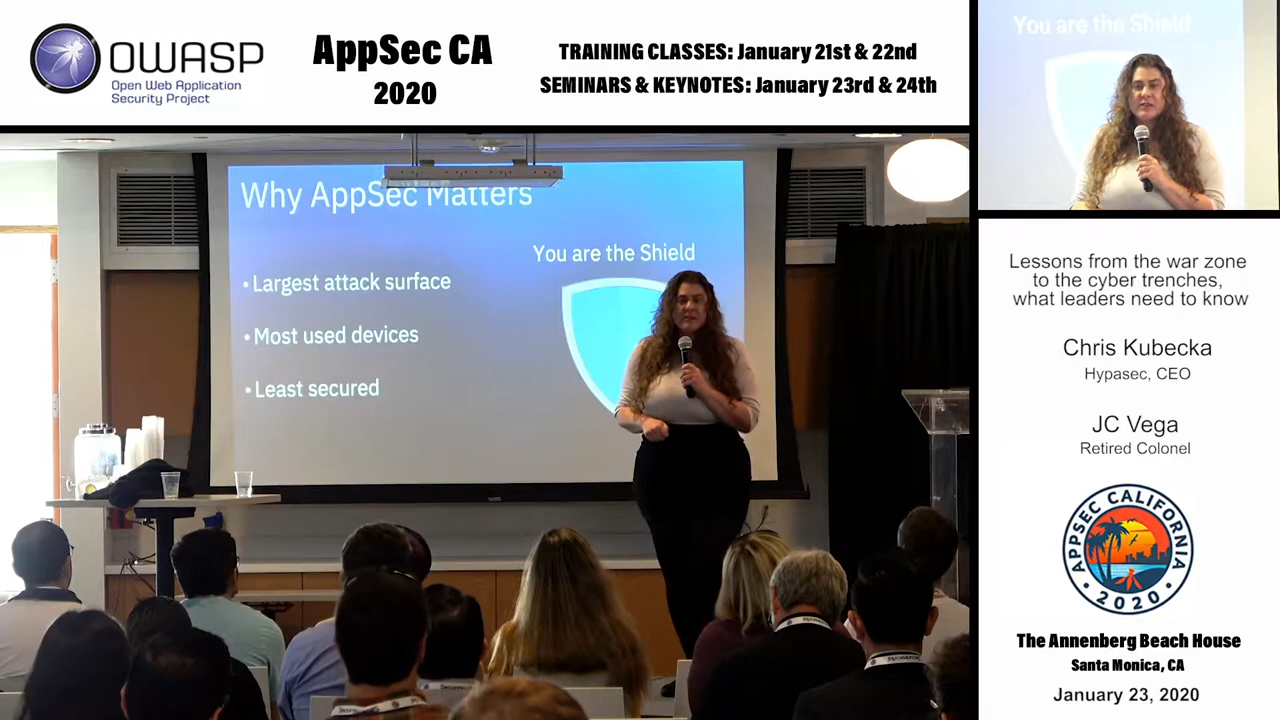 OWASP
Open Web Application
Security Project
AppSec CA
2020
TRAINING CLASSES: January 21st & 22nd
SEMINARS & KEYNOTES: January 23rd & 24th
You are the Shield
Why AppSec Matters
You are the Shield
• Largest attack surface
• Most used devices
• Least secured
Lessons from the war zone
to the cyber trenches,
what leaders need to know
Chris Kubecka
Hypasec, CEO
JC Vega
Retired Colonel
APPSEC CALIFORNIA
• 2020 •
The Annenberg Beach House
Santa Monica, CA
January 23, 2020